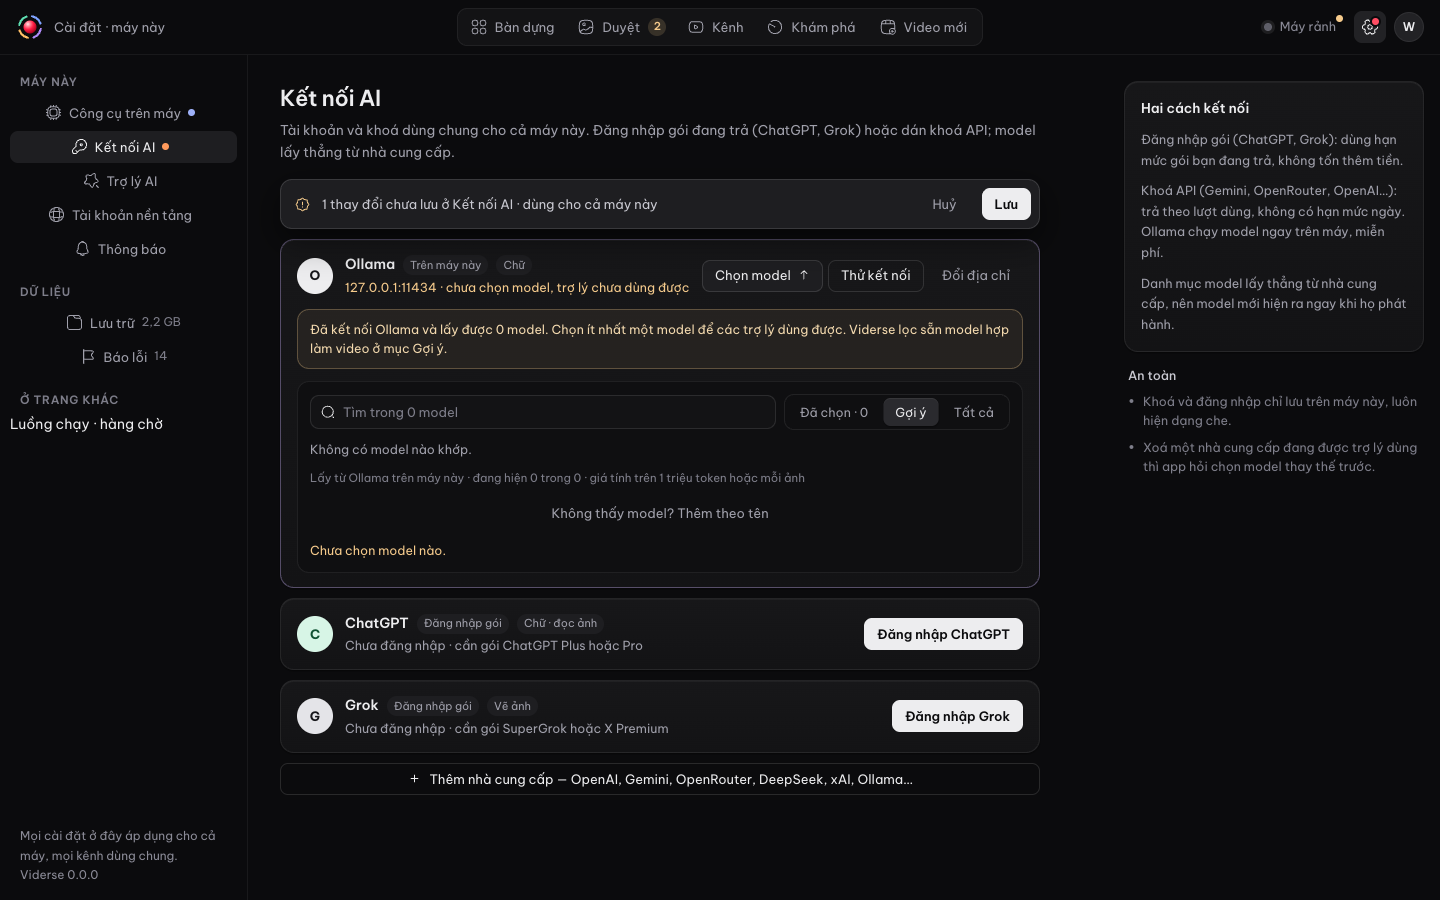 Cài đặt · máy này
Bàn dựng
Duyệt 2
Kênh
Khám phá
Video mới
Máy rảnh
W
MÁY NÀY
Công cụ trên máy
Kết nối AI
Trợ lý AI
Tài khoản nền tảng
Thông báo
DỮ LIỆU
Lưu trữ 2,2 GB
Báo lỗi 14
Ở TRANG KHÁC
Luồng chạy · hàng chờ
Mọi cài đặt ở đây áp dụng cho cả
máy, mọi kênh dùng chung.
Viderse 0.0.0
Kết nối AI
Tài khoản và khoá dùng chung cho cả máy này. Đăng nhập gói đang trả (ChatGPT, Grok) hoặc dán khoá API; model
lấy thẳng từ nhà cung cấp.
1 thay đổi chưa lưu ở Kết nối AI · dùng cho cả máy này
Huỷ
Lưu
O
Ollama Trên máy này Chữ
127.0.0.1:11434 · chưa chọn model, trợ lý chưa dùng được
Chọn model ↑
Thử kết nối
Đổi địa chỉ
Đã kết nối Ollama và lấy được 0 model. Chọn ít nhất một model để các trợ lý dùng được. Viderse lọc sẵn model hợp
làm video ở mục Gợi ý.
Tìm trong 0 model
Đã chọn · 0
Gợi ý
Tất cả
Không có model nào khớp.
Lấy từ Ollama trên máy này · đang hiện 0 trong 0 · giá tính trên 1 triệu token hoặc mỗi ảnh
Không thấy model? Thêm theo tên
Chưa chọn model nào.
C
ChatGPT Đăng nhập gói Chữ · đọc ảnh
Chưa đăng nhập · cần gói ChatGPT Plus hoặc Pro
Đăng nhập ChatGPT
G
Grok Đăng nhập gói Vẽ ảnh
Chưa đăng nhập · cần gói SuperGrok hoặc X Premium
Đăng nhập Grok
+ Thêm nhà cung cấp — OpenAI, Gemini, OpenRouter, DeepSeek, xAI, Ollama...
Hai cách kết nối
Đăng nhập gói (ChatGPT, Grok): dùng hạn
mức gói bạn đang trả, không tốn thêm tiền.
Khoá API (Gemini, OpenRouter, OpenAI...):
trả theo lượt dùng, không có hạn mức ngày.
Ollama chạy model ngay trên máy, miễn
phí.
Danh mục model lấy thẳng từ nhà cung
cấp, nên model mới hiện ra ngay khi họ phát
hành.
An toàn
• Khoá và đăng nhập chỉ lưu trên máy này, luôn
hiện dạng che.
• Xoá một nhà cung cấp đang được trợ lý dùng
thì app hỏi chọn model thay thế trước.